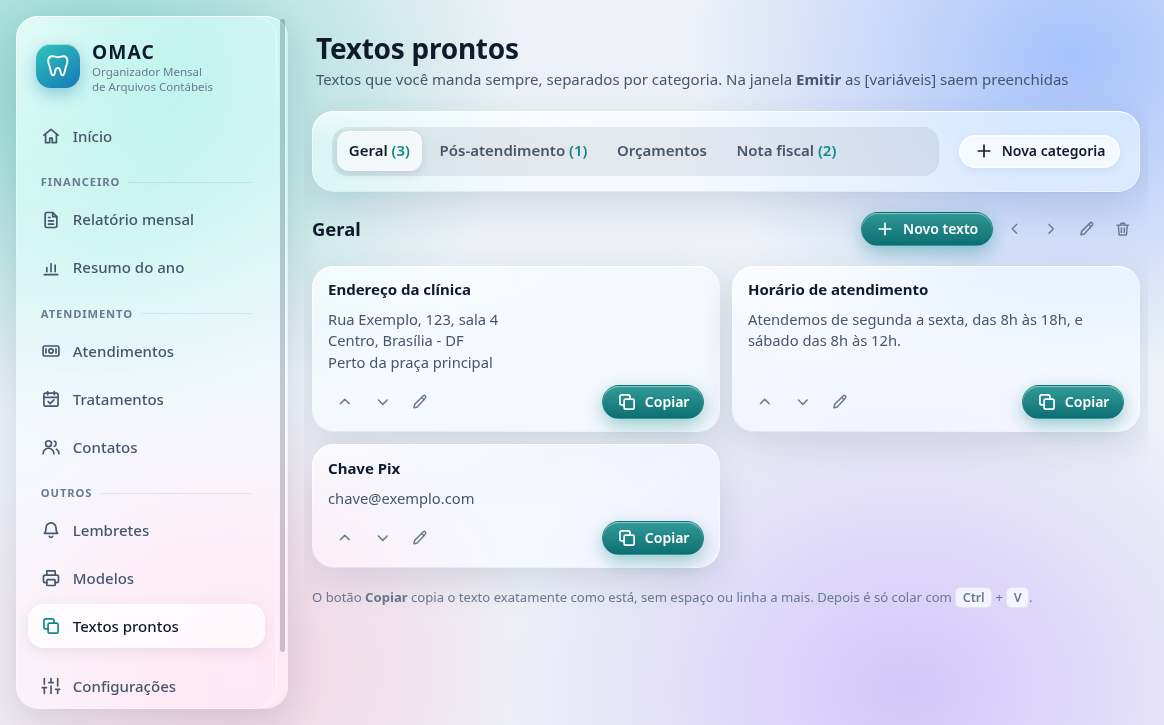 OMAC
Organizador Mensal
de Arquivos Contábeis
Início
FINANCEIRO
Relatório mensal
Resumo do ano
ATENDIMENTO
Atendimentos
Tratamentos
Contatos
OUTROS
Lembretes
Modelos
Textos prontos
Configurações
Textos prontos
Textos que você manda sempre, separados por categoria. Na janela Emitir as [variáveis] saem preenchidas
Geral (3) Pós-atendimento (1) Orçamentos Nota fiscal (2) Nova categoria
Geral Novo texto
Endereço da clínica
Rua Exemplo, 123, sala 4
Centro, Brasília - DF
Perto da praça principal
Copiar
Horário de atendimento
Atendemos de segunda a sexta, das 8h às 18h, e
sábado das 8h às 12h.
Copiar
Chave Pix
chave@exemplo.com
Copiar
O botão Copiar copia o texto exatamente como está, sem espaço ou linha a mais. Depois é só colar com Ctrl + V .